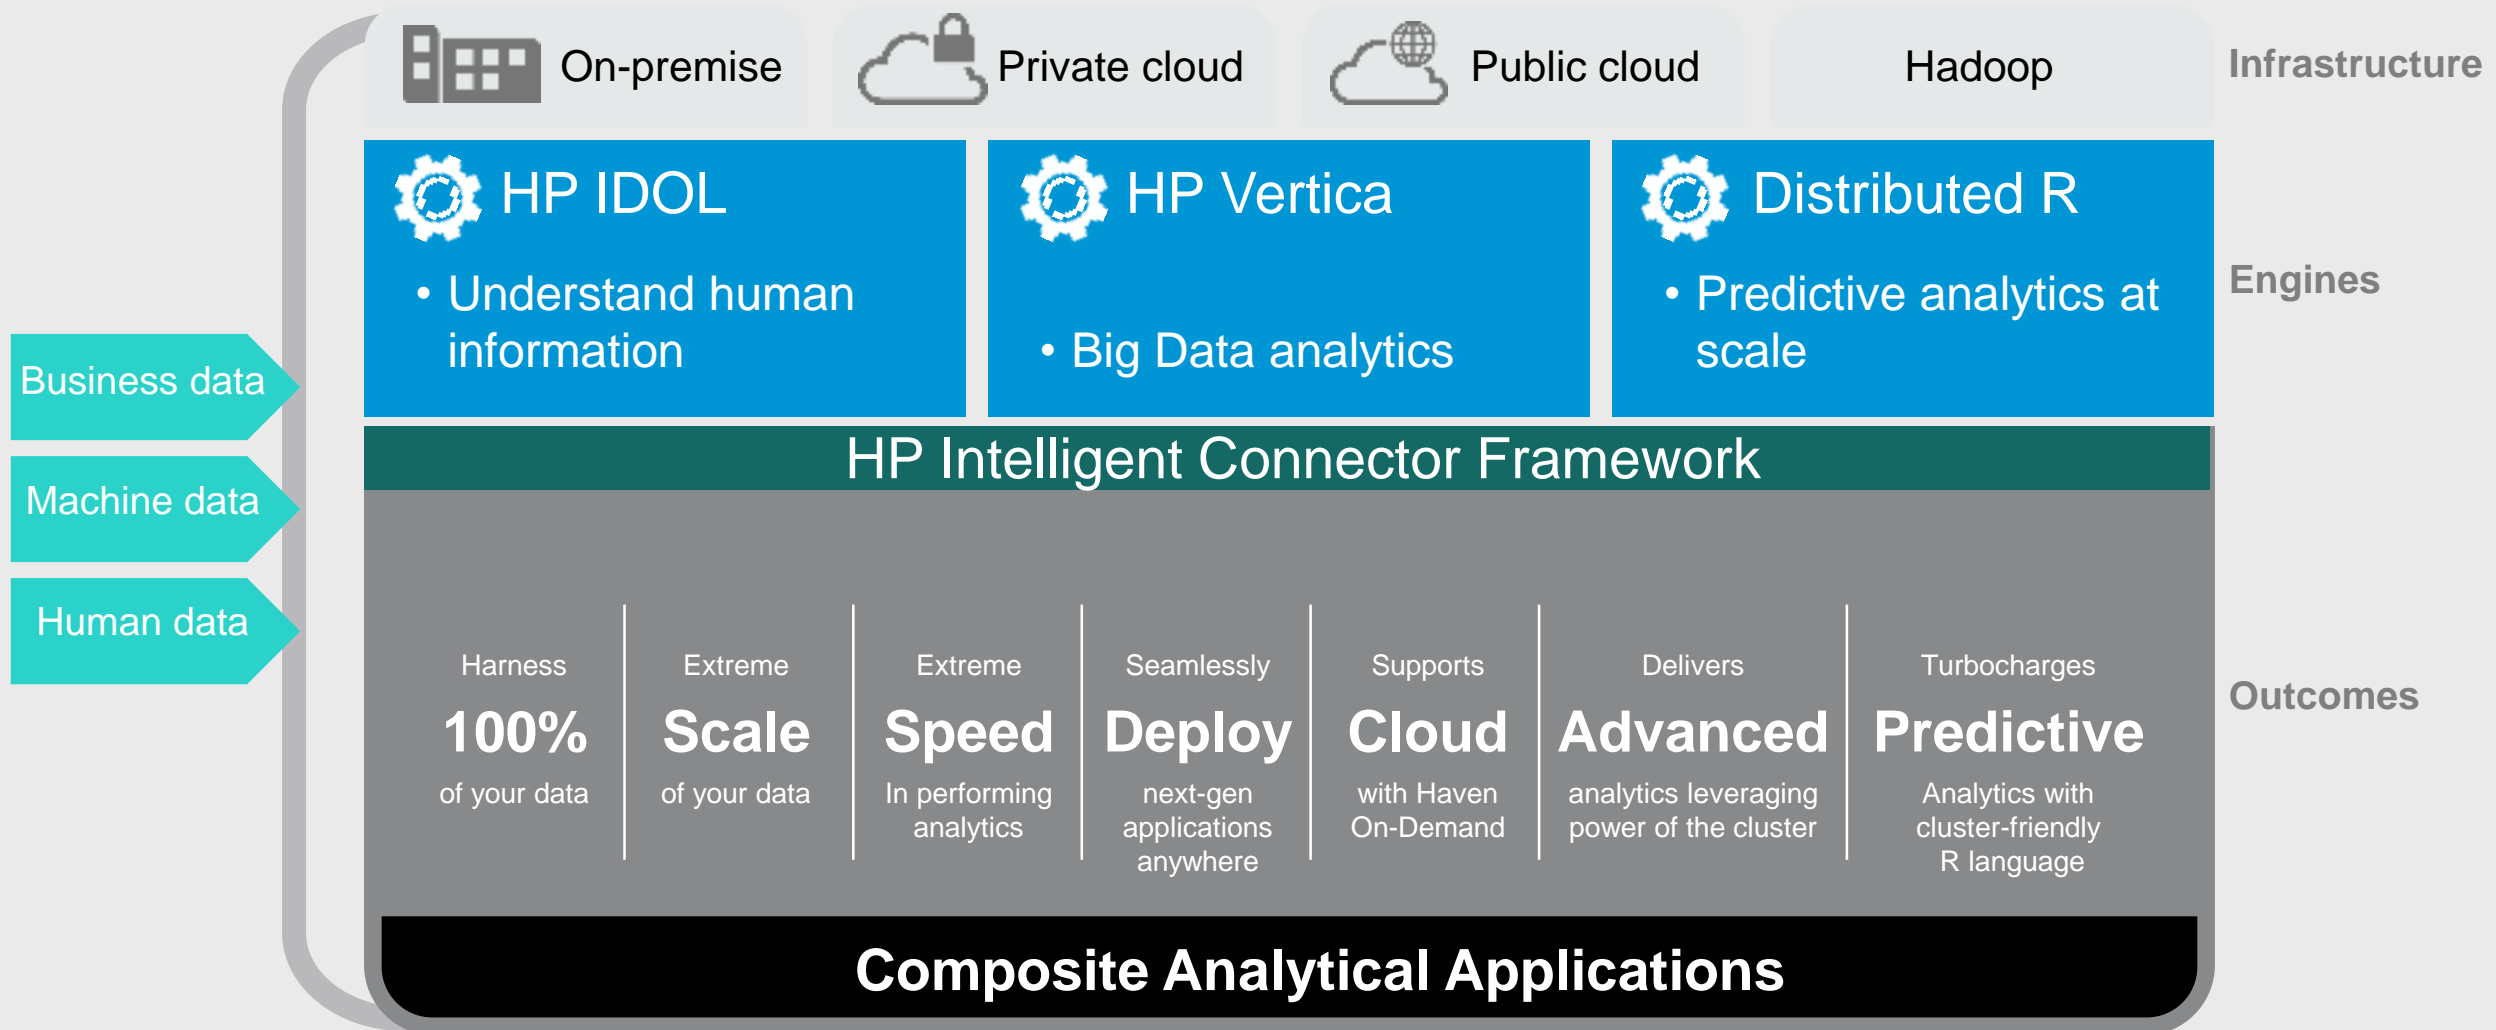 On-premise
Private cloud
Public cloud
Hadoop
Infrastructure
HP IDOL
• Understand human
information
HP Vertica
• Big Data analytics
Distributed R
• Predictive analytics at
scale
Engines
Business data
Machine data
Human data
HP Intelligent Connector Framework
Harness
100%
of your data
Extreme
Scale
of your data
Extreme
Speed
In performing
analytics
Seamlessly
Deploy
next-gen
applications
anywhere
Supports
Cloud
with Haven
On-Demand
Delivers
Advanced
analytics leveraging
power of the cluster
Turbocharges
Predictive
Analytics with
cluster-friendly
R language
Outcomes
Composite Analytical Applications